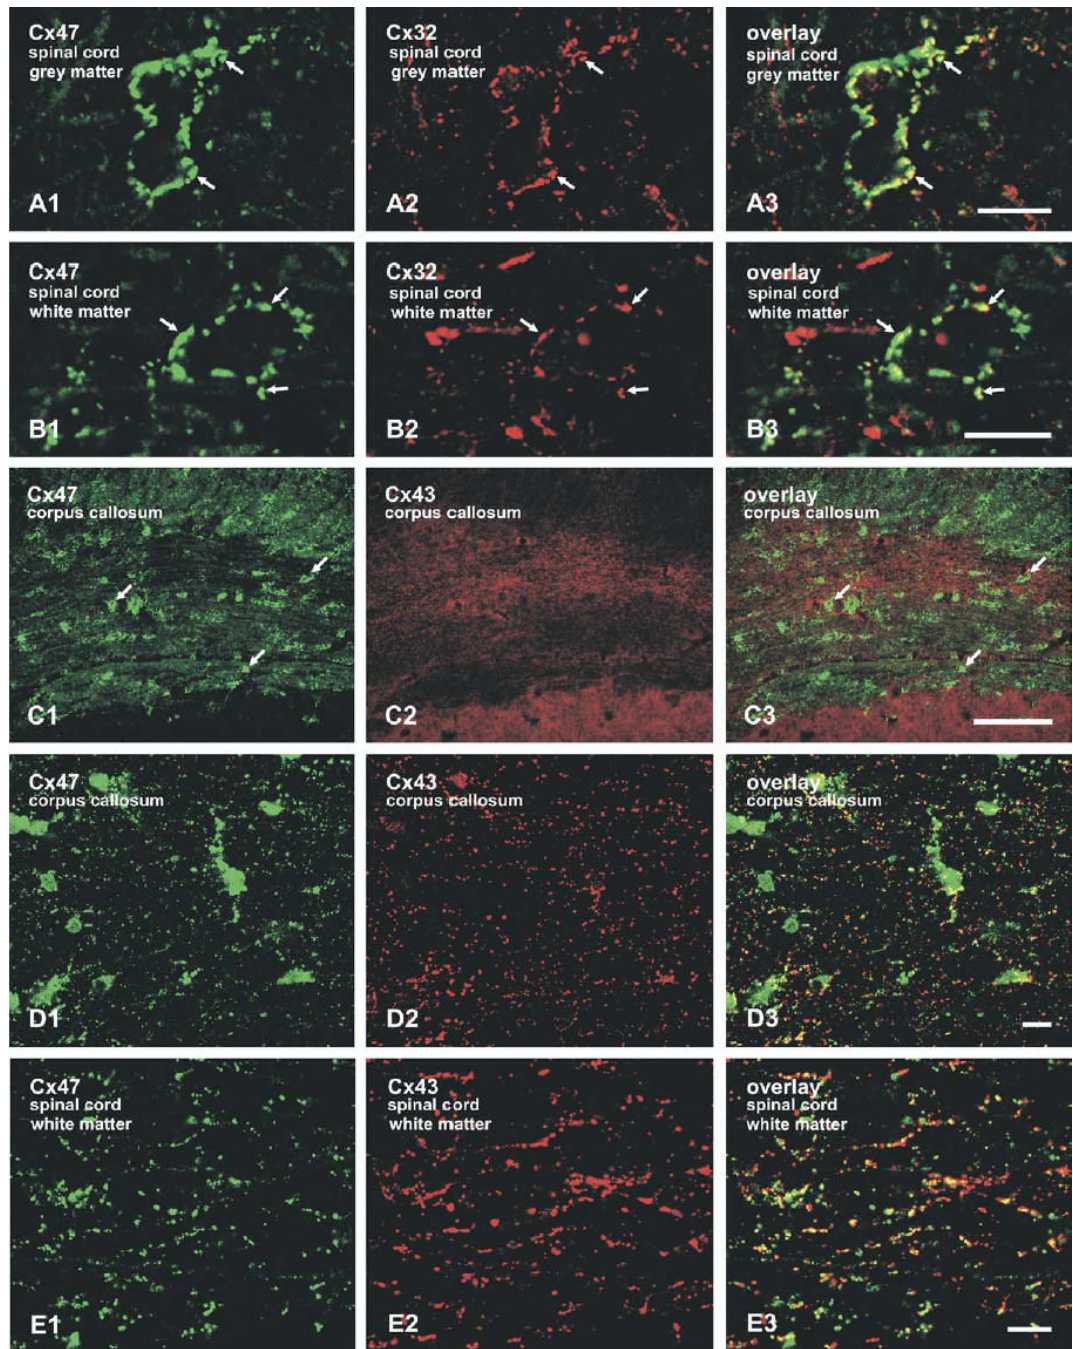 Cx47
spinal cord
grey matter
A1
Cx32
spinal cord
grey matter
A2
overlay
spinal cord
grey matter
A3
Cx47
spinal cord
white matter
B1
Cx32
spinal cord
white matter
B2
overlay
spinal cord
white matter
B3
Cx47
corpus callosum
C1
Cx43
corpus callosum
C2
overlay
corpus callosum
C3
Cx47
corpus callosum
D1
Cx43
corpus callosum
D2
overlay
corpus callosum
D3
Cx47
spinal cord
white matter
E1
Cx43
spinal cord
white matter
E2
overlay
spinal cord
white matter
E3